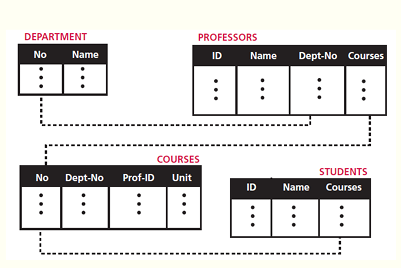 DEPARTMENT
No Name
PROFESSORS
ID Name Dept-No Courses
COURSES
No Dept-No Prof-ID Unit
STUDENTS
ID Name Courses